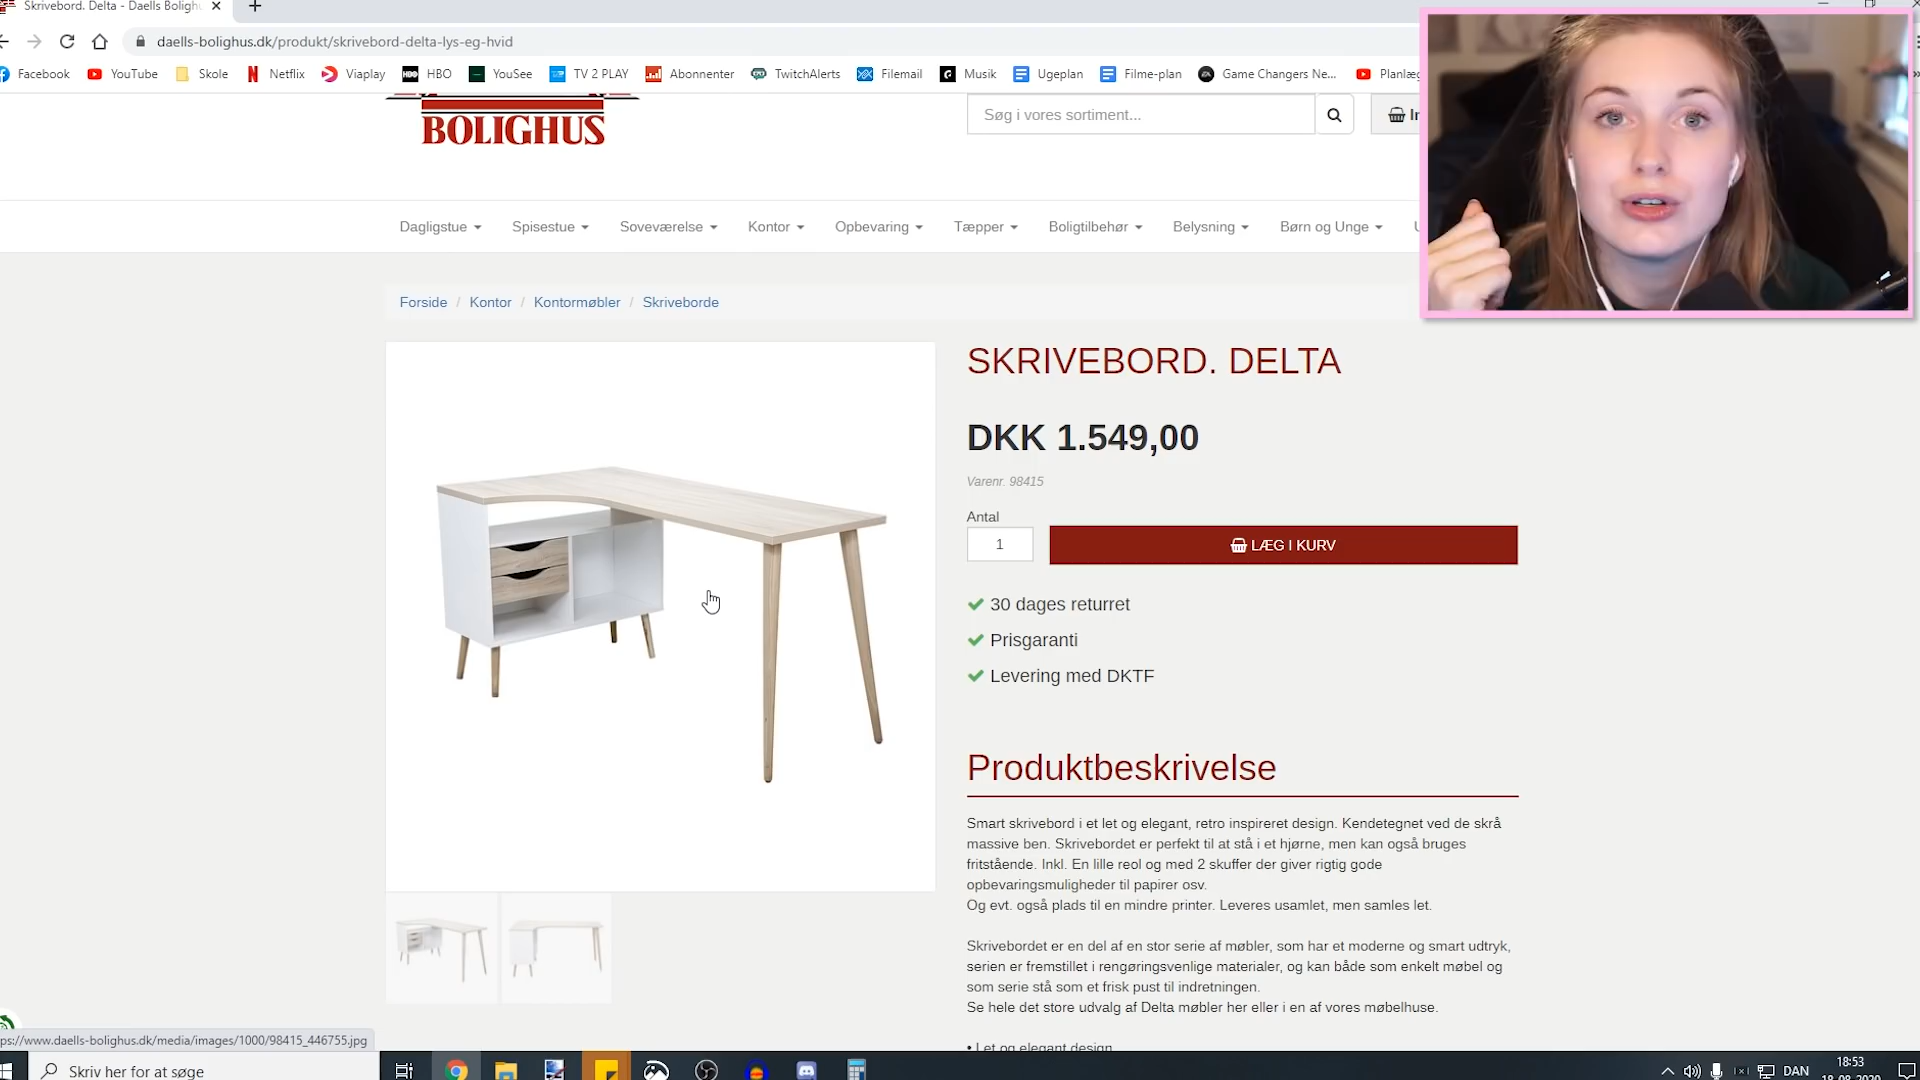 Skrivebord. Delta - Daells Boligh
daells-bolighus.dk/produkt/skrivebord-delta-lys-eg-hvid
Facebook YouTube Skole Netflix Viaplay HBO YouSee TV 2 PLAY Abonnenter TwitchAlerts Filemail Musik Ugeplan Filme-plan Game Changers Ne... Planlæg
BOLIGHUS
Søg i vores sortiment...
Dagligstue Spisestue Soveværelse Kontor Opbevaring Tæpper Boligtilbehør Belysning Børn og Unge
Forside / Kontor / Kontormøbler / Skriveborde
SKRIVEBORD. DELTA
DKK 1.549,00
Varenr. 98415
Antal
1
LÆG I KURV
30 dages returret
Prisgaranti
Levering med DKTF
Produktbeskrivelse
Smart skrivebord i et let og elegant, retro inspireret design. Kendetegnet ved de skrå
massive ben. Skrivebordet er perfekt til at stå i et hjørne, men kan også bruges
fritstående. Inkl. En lille reol og med 2 skuffer der giver rigtig gode
opbevaringsmuligheder til papirer osv.
Og evt. også plads til en mindre printer. Leveres usamlet, men samles let.
Skrivebordet er en del af en stor serie af møbler, som har et moderne og smart udtryk,
serien er fremstillet i rengøringsvenlige materialer, og kan både som enkelt møbel og
som serie stå som et frisk pust til indretningen.
Se hele det store udvalg af Delta møbler her eller i en af vores møbelhuse.
• Let og elegant design
ps://www.daells-bolighus.dk/media/images/1000/98415_446755.jpg
Skriv her for at søge
DAN
18:53
18-08-2020